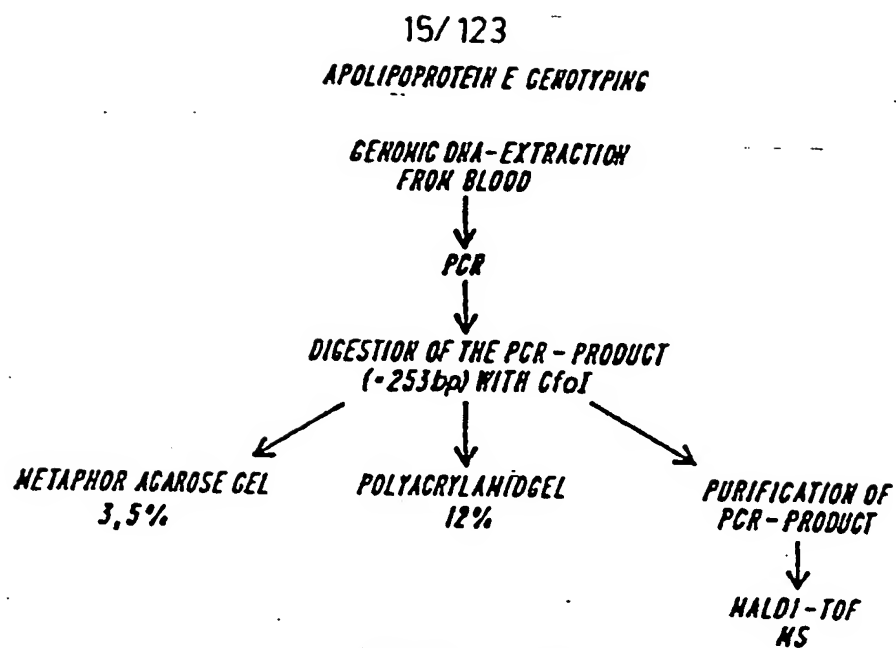 15/123
APOLIPOPROTEIN E GENOTYPING
GENOMIC DNA-EXTRACTION
FROM BLOOD
PCR
DIGESTION OF THE PCR-PRODUCT
(=253bp) WITH CfoI
METAPHOR AGAROSE GEL
3,5%
POLYACRYLAMIDGEL
12%
PURIFICATION OF
PCR-PRODUCT
MALDI-TOF
MS